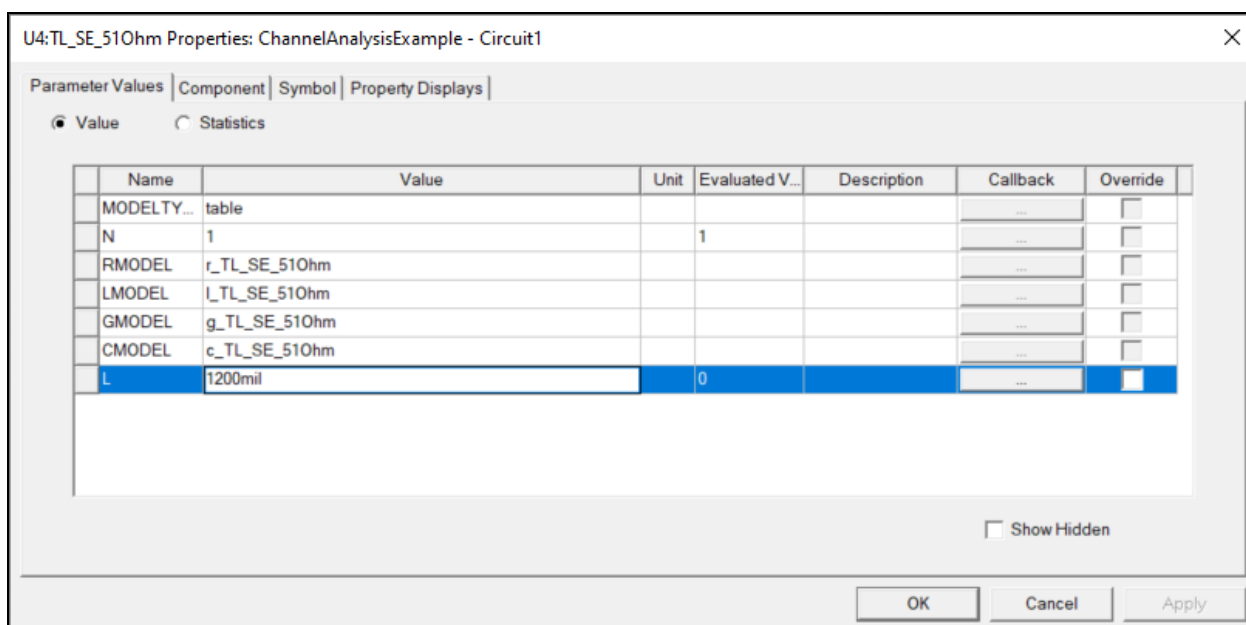 U4:TL_SE_51Ohm Properties: ChannelAnalysisExample - Circuit1
Parameter Values Component Symbol Property Displays
Value Statistics
Name Value Unit Evaluated V... Description Callback Override
MODELTY... table ...
N 1 1 ...
RMODEL r_TL_SE_51Ohm ...
LMODEL l_TL_SE_51Ohm ...
GMODEL g_TL_SE_51Ohm ...
CMODEL c_TL_SE_51Ohm ...
L 1200mil 0 ...
Show Hidden
OK Cancel Apply